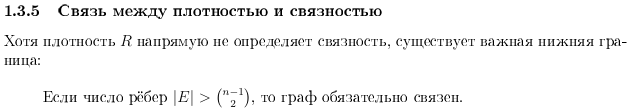 1.3.5 Связь между плотностью и связностью
Хотя плотность R напрямую не определяет связность, существует важная нижняя гра-
ница:
Если число рёбер |E| > \binom{n-1}{2}, то граф обязательно связен.